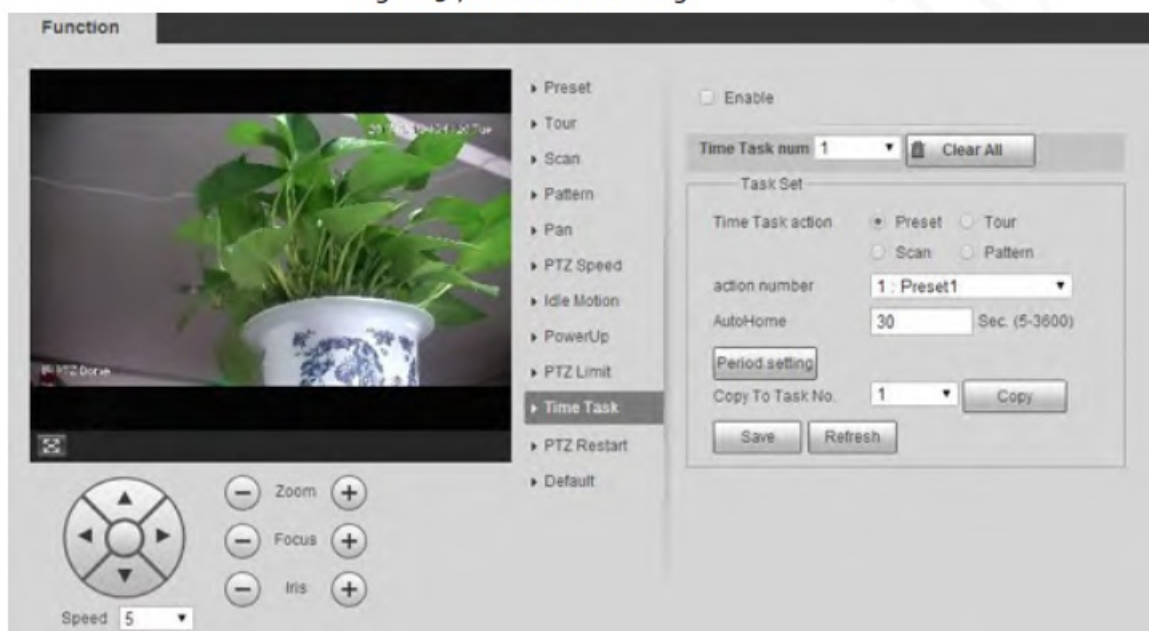 Function
PTZ Dome
Speed 5
Zoom
Focus
Iris
Preset
Tour
Scan
Pattern
Pan
PTZ Speed
Idle Motion
PowerUp
PTZ Limit
Time Task
PTZ Restart
Default
Enable
Time Task num 1 Clear All
Task Set
Time Task action Preset Tour
Scan Pattern
action number 1 : Preset1
AutoHome 30 Sec. (5-3600)
Period setting
Copy To Task No. 1 Copy
Save Refresh